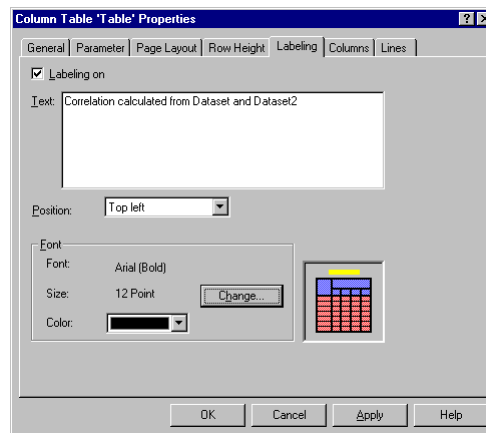 Column Table 'Table' Properties
General Parameter Page Layout Row Height Labeling Columns Lines
Labeling on
Text: Correlation calculated from Dataset and Dataset2
Position: Top left
Font
Font: Arial (Bold)
Size: 12 Point Change...
Color:
OK Cancel Apply Help